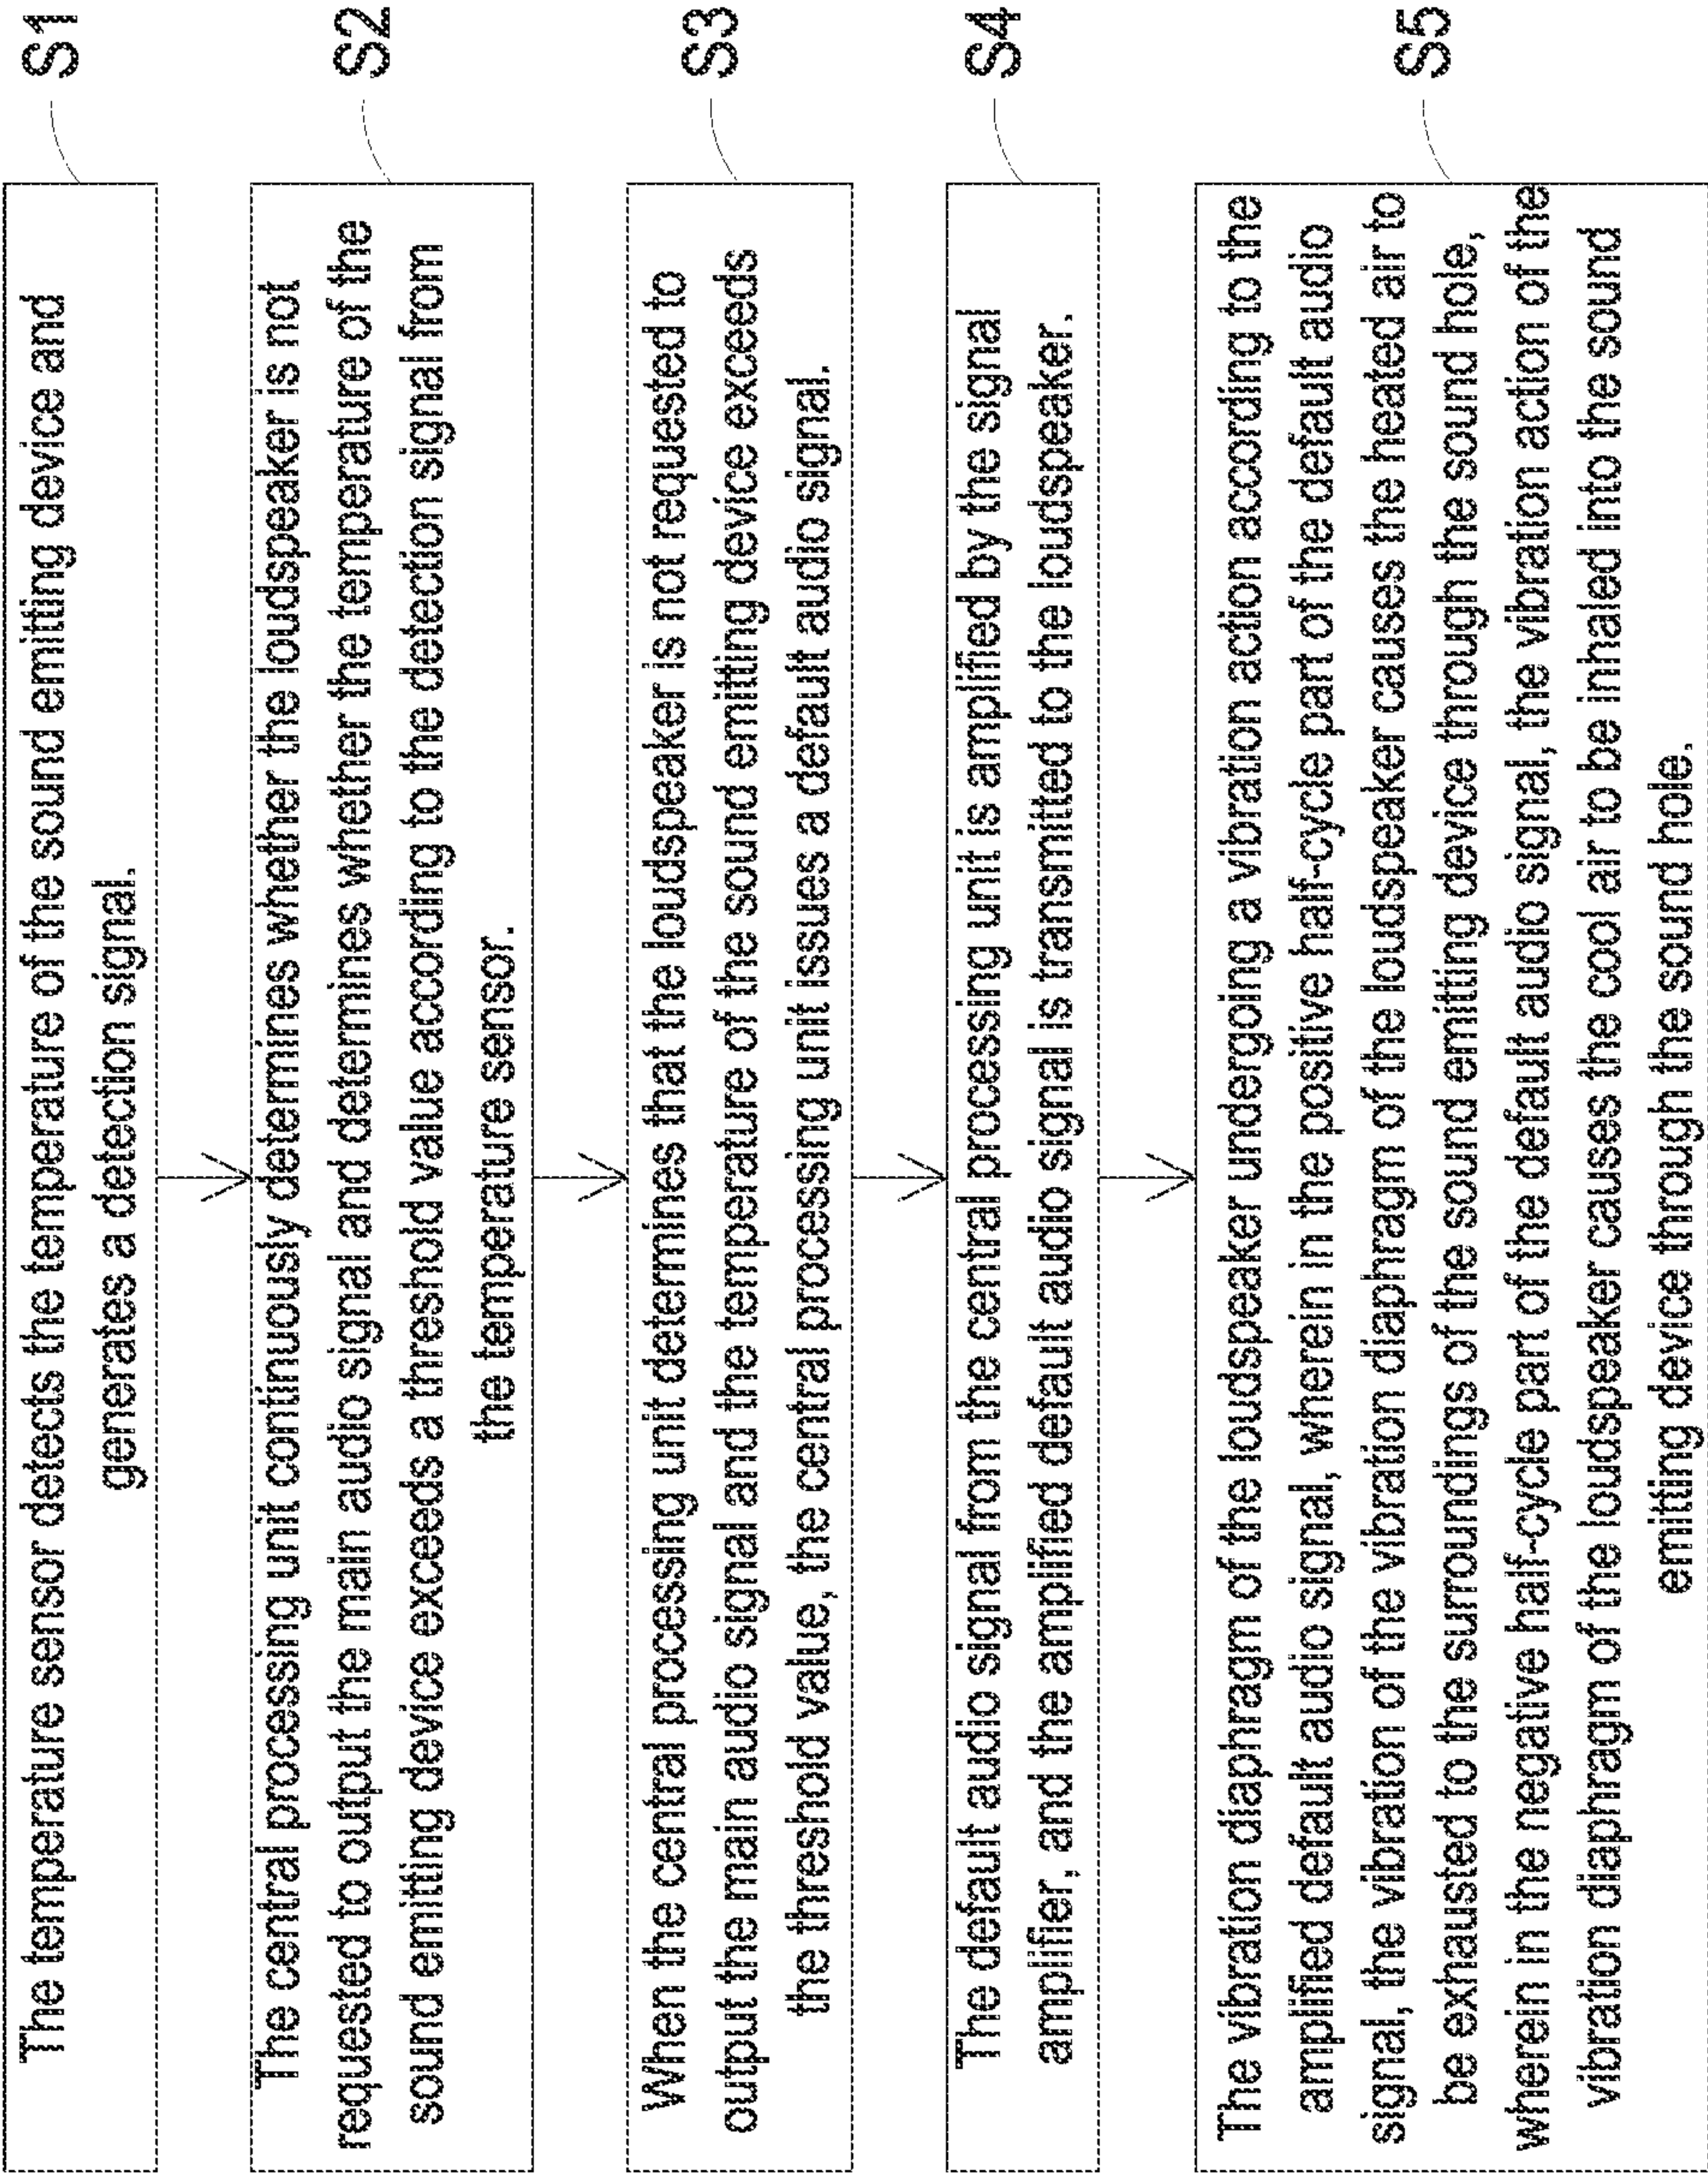 S1
The temperature sensor detects the temperature of the sound emitting device and
generates a detection signal.
S2
The central processing unit continuously determines whether the loudspeaker is not
requested to output the main audio signal and determines whether the temperature of the
sound emitting device exceeds a threshold value according to the detection signal from
the temperature sensor.
S3
When the central processing unit determines that the loudspeaker is not requested to
output the main audio signal and the temperature of the sound emitting device exceeds
the threshold value, the central processing unit issues a default audio signal.
S4
The default audio signal from the central processing unit is amplified by the signal
amplifier, and the amplified default audio signal is transmitted to the loudspeaker.
S5
The vibration diaphragm of the loudspeaker undergoing a vibration action according to the
amplified default audio signal, wherein in the positive half-cycle part of the default audio
signal, the vibration of the vibration diaphragm of the loudspeaker causes the heated air to
be exhausted to the surroundings of the sound emitting device through the sound hole,
wherein in the negative half-cycle part of the default audio signal, the vibration action of the
vibration diaphragm of the loudspeaker causes the cool air to be inhaled into the sound
emitting device through the sound hole.